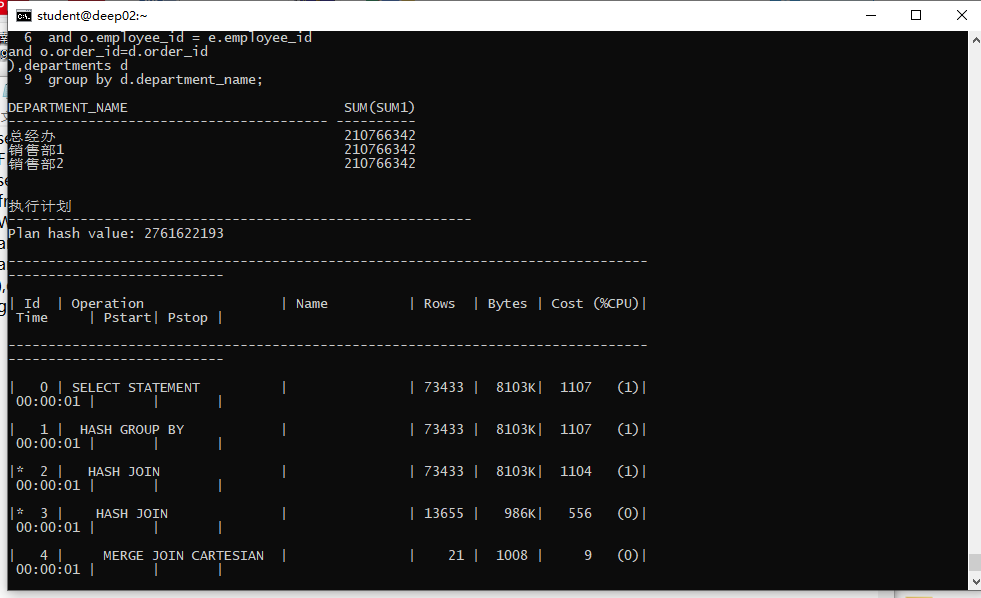 student@deep02:~
6 and o.employee_id = e.employee_id
and o.order_id=d.order_id
),departments d
9 group by d.department_name;
DEPARTMENT_NAME SUM(SUM1)
---------------------------------------- ----------
总经办 210766342
销售部1 210766342
销售部2 210766342
执行计划
----------------------------------------------------------
Plan hash value: 2761622193
--------------------------------------------------------------------------------
---------------------------
| Id | Operation | Name | Rows | Bytes | Cost (%CPU)|
Time | Pstart| Pstop |
--------------------------------------------------------------------------------
---------------------------
| 0 | SELECT STATEMENT | | 73433 | 8103K| 1107 (1)|
00:00:01 | | |
| 1 | HASH GROUP BY | | 73433 | 8103K| 1107 (1)|
00:00:01 | | |
|* 2 | HASH JOIN | | 73433 | 8103K| 1104 (1)|
00:00:01 | | |
|* 3 | HASH JOIN | | 13655 | 986K| 556 (0)|
00:00:01 | | |
| 4 | MERGE JOIN CARTESIAN | | 21 | 1008 | 9 (0)|
00:00:01 | | |